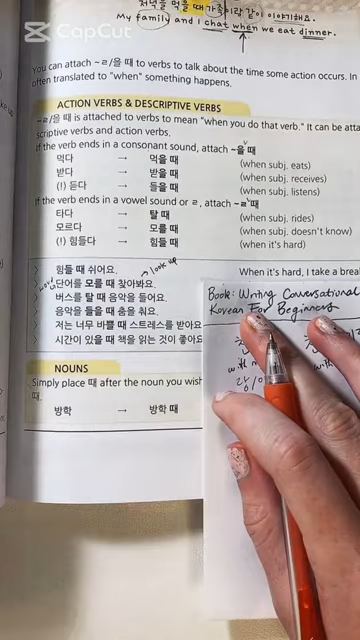 CapCut
저녁을 먹을 때 가족이랑 같이 이야기해요.
My family and I chat when we eat dinner.
You can attach ~ㄹ/을 때 to verbs to talk about the time some action occurs. In
often translated to "when" something happens.
ACTION VERBS & DESCRIPTIVE VERBS
~ㄹ/을 때 is attached to verbs to mean "when you do that verb." It can be atta
scriptive verbs and action verbs.
If the verb ends in a consonant sound, attach ~을 때
먹다 → 먹을 때 (when subj. eats)
받다 → 받을 때 (when subj. receives)
(!) 듣다 → 들을 때 (when subj. listens)
If the verb ends in a vowel sound or ㄹ, attach ~ㄹ 때
타다 → 탈 때 (when subj. rides)
모르다 → 모를 때 (when subj. doesn't know)
(!) 힘들다 → 힘들 때 (when it's hard)
look up
힘들 때 쉬어요. When it's hard, I take a brea
word
단어를 모를 때 찾아봐요.
버스를 탈 때 음악을 들어요.
음악을 들을 때 춤을 춰요.
저는 너무 바쁠 때 스트레스를 받아요
시간이 있을 때 책을 읽는 것이 좋아요
Book: Writing Conversational
Korean For Beginners
with
NOUNS
Simply place 때 after the noun you wish
때.
방학 → 방학 때